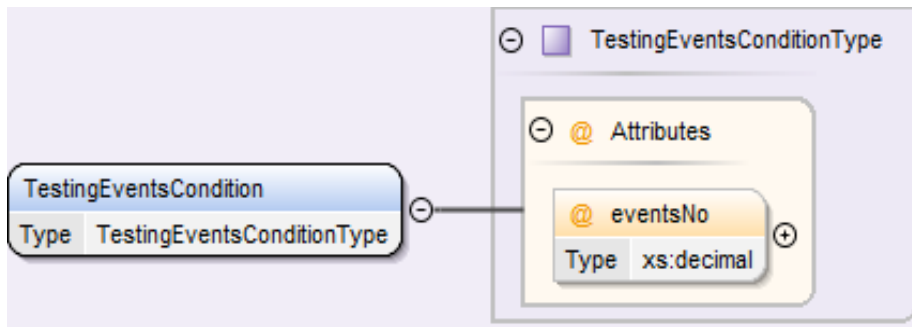 TestingEventsConditionType
@ Attributes
TestingEventsCondition
Type TestingEventsConditionType
@ eventsNo
Type xs:decimal